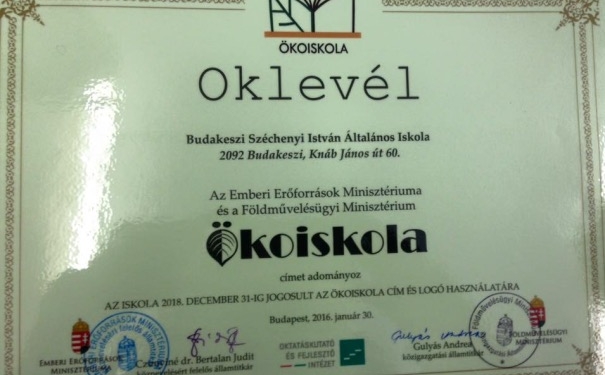 ÖKOISKOLA
Oklevél
Budakeszi Széchenyi István Általános Iskola
2092 Budakeszi, Knáb János út 60.
Az Emberi Erőforrások Minisztériuma
és a Földművelésügyi Minisztérium
Ökoiskola
címet adományoz
AZ ISKOLA 2018. DECEMBER 31-IG JOGOSULT AZ ÖKOISKOLA CÍM ÉS LOGÓ HASZNÁLATÁRA
Budapest, 2016. január 30.
EMBERI ERŐFORRÁSOK
MINISZTÉRIUMA
dr. Bertalan Judit
felelős államtitkár
OKTATÁSKUTATÓ
ÉS FEJLESZTŐ
INTÉZET
Gulyás Andrea
közigazgatási államtitkár
FÖLDMŰVELÉSÜGYI
MINISZTÉRIUM